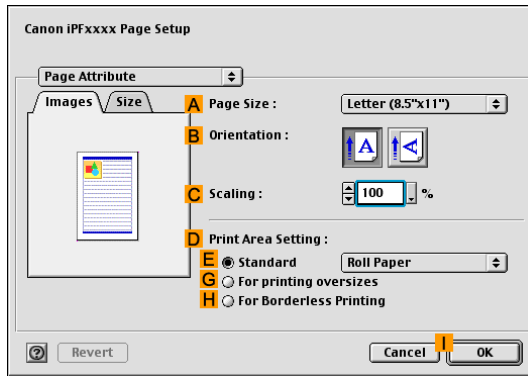 Canon iPFxxxx Page Setup
Page Attribute
Images Size
A Page Size : Letter (8.5"x11")
B Orientation : A A
C Scaling : 100 %
D Print Area Setting :
E Standard Roll Paper
G For printing oversizes
H For Borderless Printing
? Revert Cancel I OK